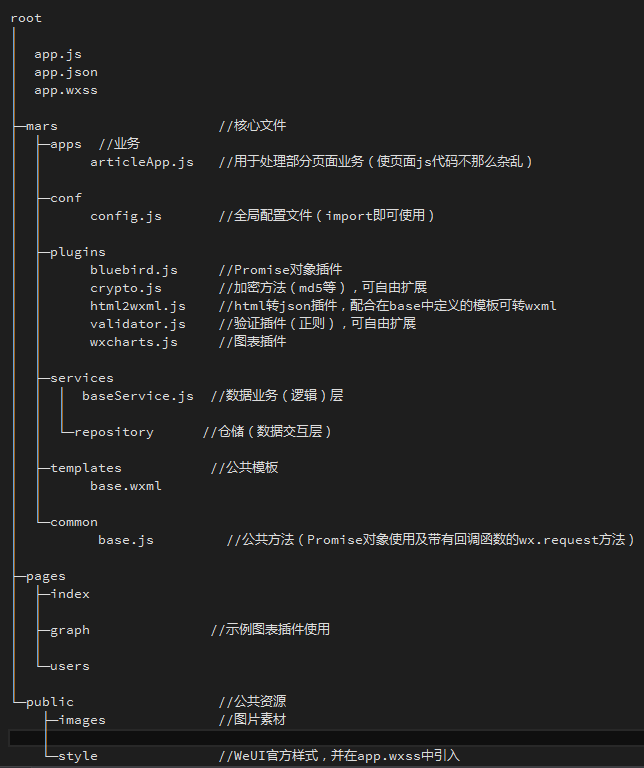 root
app.js
app.json
app.wxss
mars //核心文件
apps //业务
articleApp.js //用于处理部分页面业务(使页面js代码不那么杂乱)
conf
config.js //全局配置文件(import即可使用)
plugins
bluebird.js //Promise对象插件
crypto.js //加密方法(md5等),可自由扩展
html2wxml.js //html转json插件,配合在base中定义的模板可转wxml
validator.js //验证插件(正则),可自由扩展
wxcharts.js //图表插件
services
baseService.js //数据业务(逻辑)层
repository //仓储(数据交互层)
templates //公共模板
base.wxml
common
base.js //公共方法(Promise对象使用及带有回调函数的wx.request方法)
pages
index
graph //示例图表插件使用
users
public //公共资源
images //图片素材
style //WeUI官方样式,并在app.wxss中引入